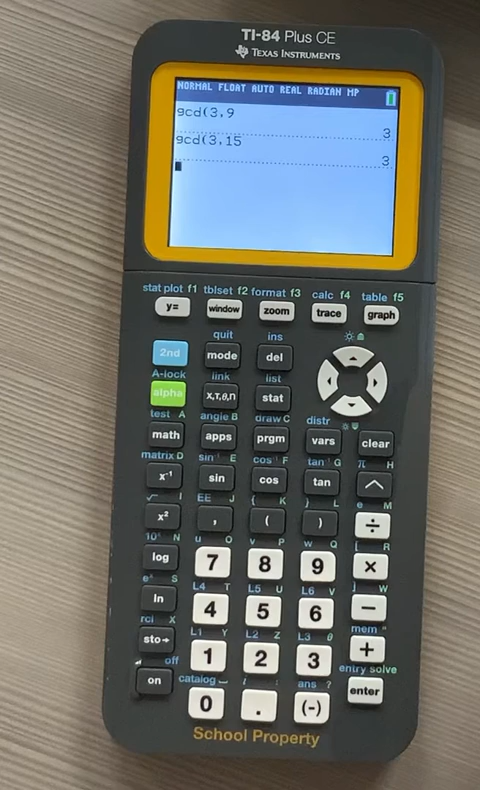 TI-84 Plus CE
TEXAS INSTRUMENTS
NORMAL FLOAT AUTO REAL RADIAN MP
gcd(3,9
3
gcd(3,15
3
stat plot f1 tblset f2 format f3 calc f4 table f5
y= window zoom trace graph
quit ins
2nd mode del
A-lock link list
alpha X,T,θ,n stat
test A angle B draw C distr
math apps prgm vars clear
matrix D sin⁻¹ E cos⁻¹ F tan⁻¹ G π H
x⁻¹ sin cos tan ^
√ I EE J { K } L e M
x² , ( ) ÷
10ˣ N u O v P w Q [ R
log 7 8 9 ×
eˣ S L4 T L5 U L6 V ] W
ln 4 5 6 −
rcl X L1 Y L2 Z L3 θ mem "
sto→ 1 2 3 +
off catalog i : ans ? entry solve
on 0 . (-) enter
School Property